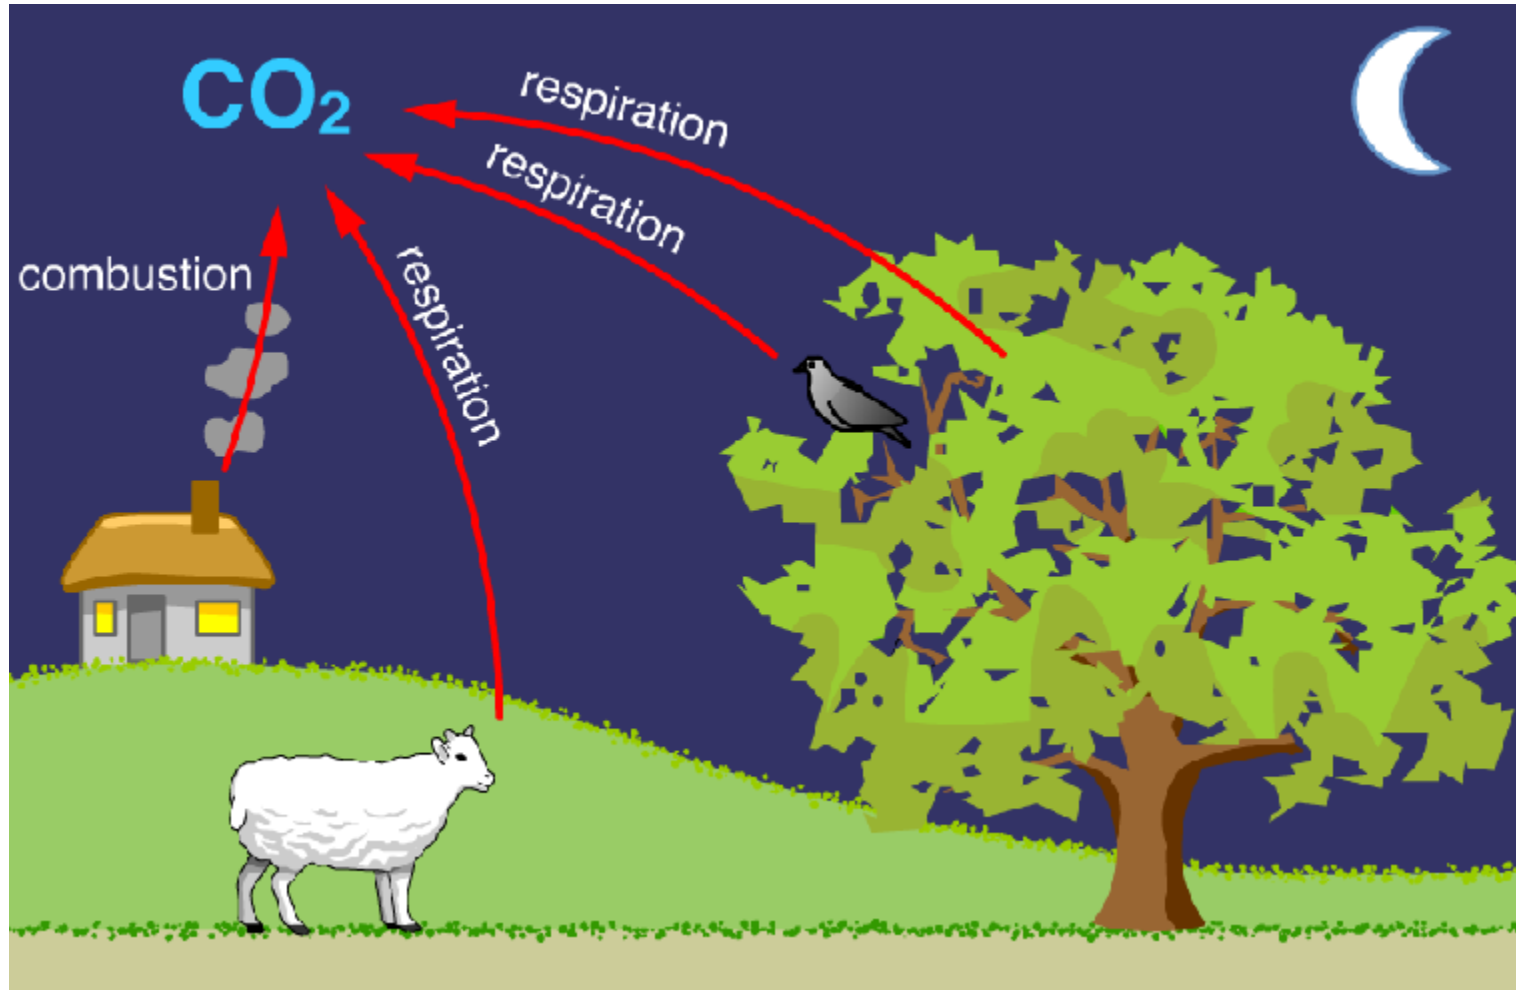 CO₂
respiration
respiration
combustion
respiration